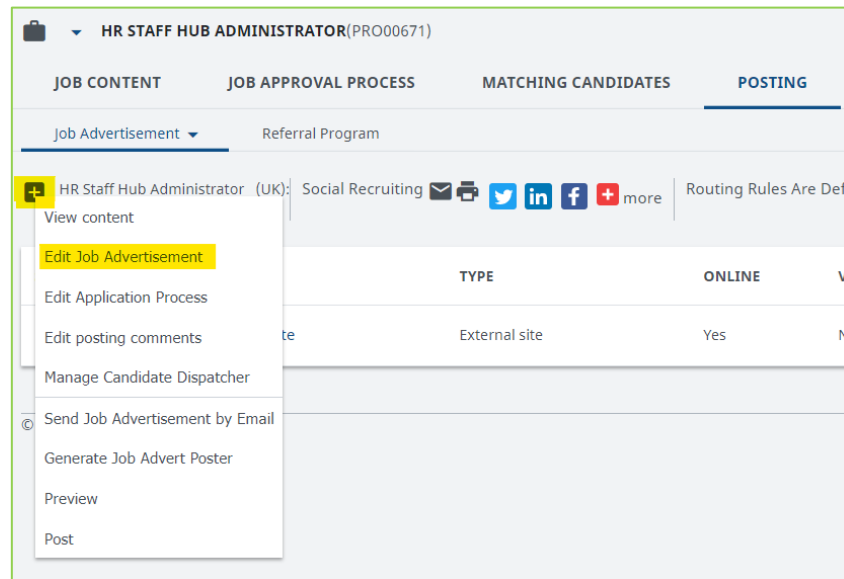 HR STAFF HUB ADMINISTRATOR(PRO00671)
JOB CONTENT JOB APPROVAL PROCESS MATCHING CANDIDATES POSTING
Job Advertisement Referral Program
HR Staff Hub Administrator (UK): Social Recruiting in f more Routing Rules Are Def
View content
Edit Job Advertisement
TYPE ONLINE
Edit Application Process
Edit posting comments te External site Yes
Manage Candidate Dispatcher
© Send Job Advertisement by Email
Generate Job Advert Poster
Preview
Post